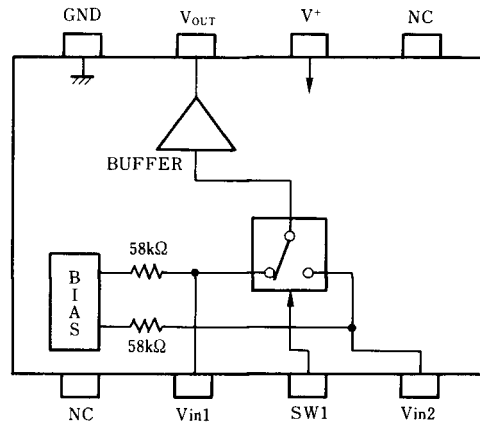 GND VOUT V+ NC
BUFFER
58kΩ
BIAS
58kΩ
NC Vin1 SW1 Vin2